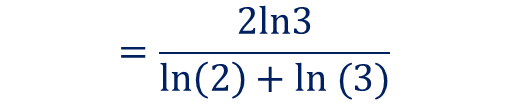 = 2ln3 / ln(2) + ln (3)